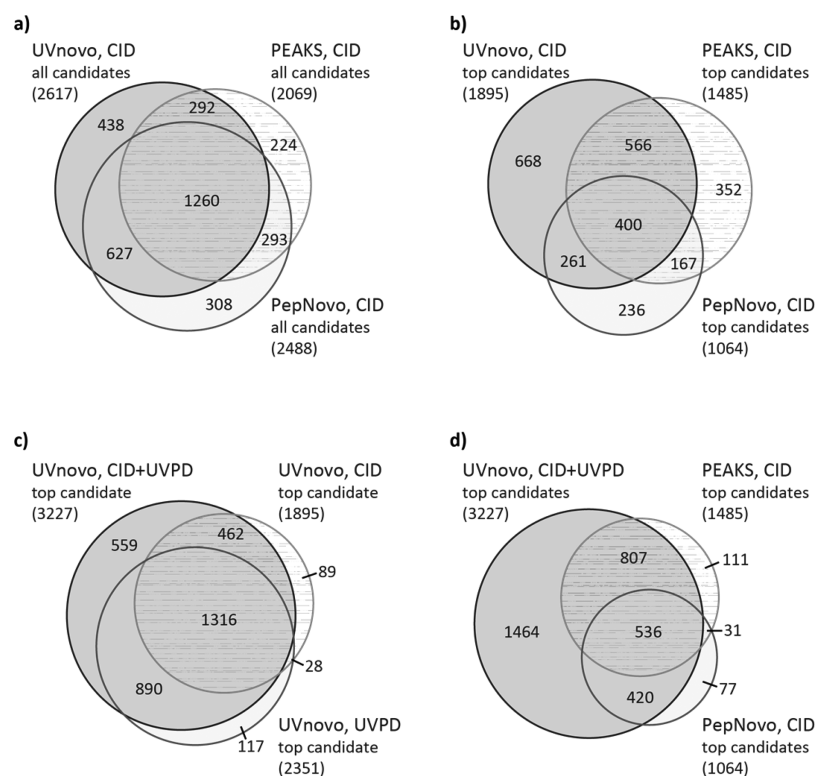 a)
UVnovo, CID
all candidates
(2617)
PEAKS, CID
all candidates
(2069)
292
438
224
1260
293
627
308
PepNovo, CID
all candidates
(2488)
b)
UVnovo, CID
top candidates
(1895)
PEAKS, CID
top candidates
(1485)
566
668
352
400
261
167
236
PepNovo, CID
top candidates
(1064)
c)
UVnovo, CID+UVPD
top candidate
(3227)
UVnovo, CID
top candidate
(1895)
462
559
89
1316
28
890
117
UVnovo, UVPD
top candidate
(2351)
d)
UVnovo, CID+UVPD
top candidates
(3227)
PEAKS, CID
top candidates
(1485)
807
111
1464
536
31
77
420
PepNovo, CID
top candidates
(1064)